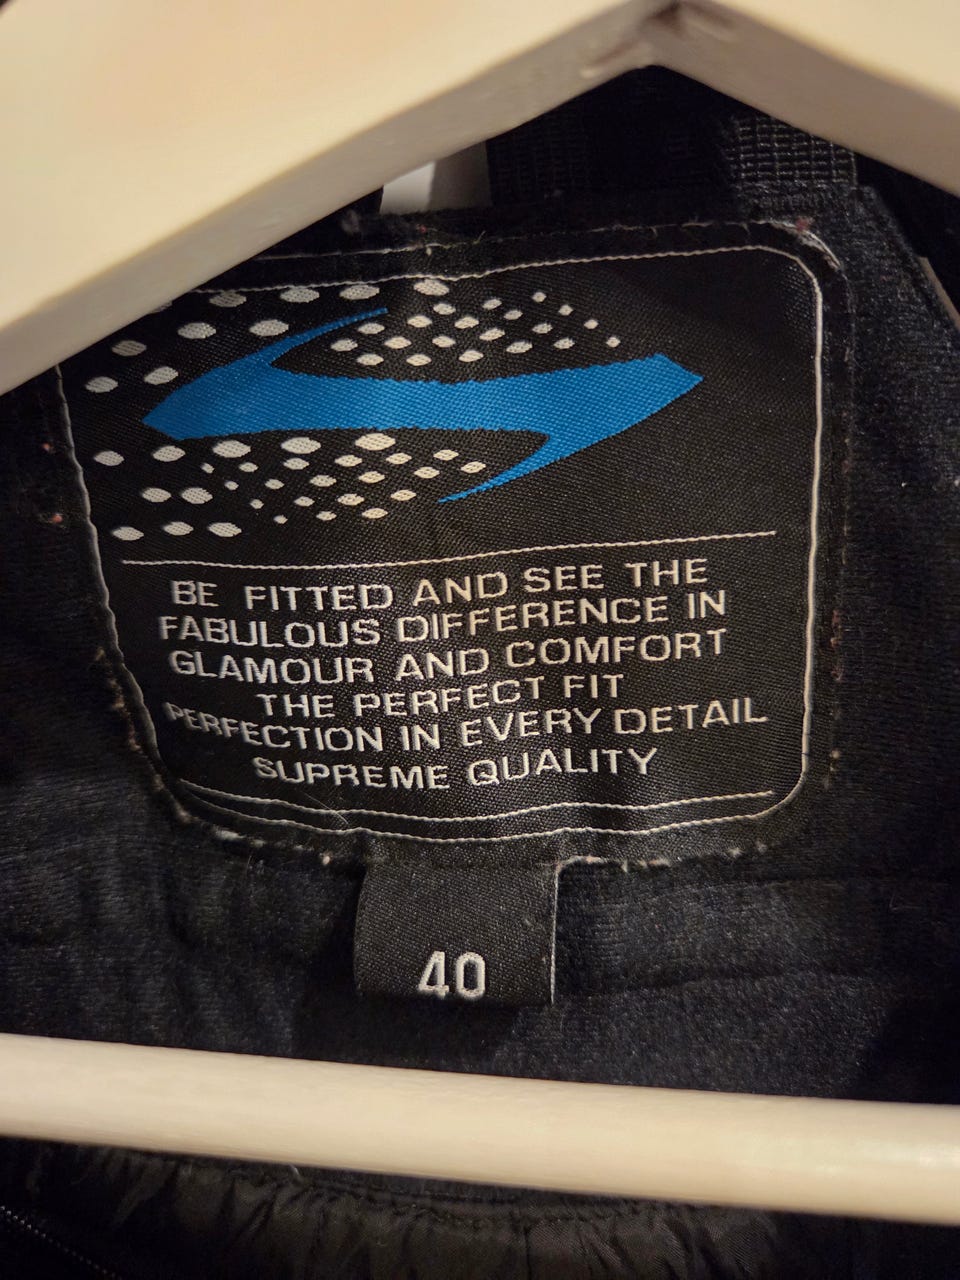 BE FITTED AND SEE THE
FABULOUS DIFFERENCE IN
GLAMOUR AND COMFORT
THE PERFECT FIT
PERFECTION IN EVERY DETAIL
SUPREME QUALITY
40